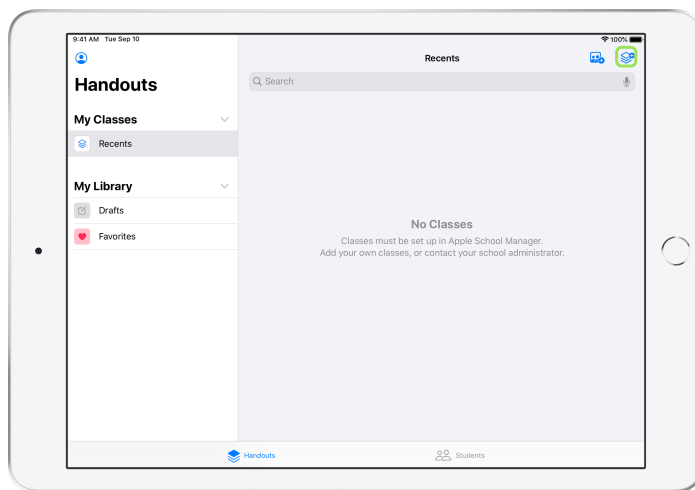 9:41 AM Tue Sep 10
100%
Recents
Handouts
Search
My Classes
Recents
My Library
Drafts
Favorites
No Classes
Classes must be set up in Apple School Manager.
Add your own classes, or contact your school administrator.
Handouts
Students